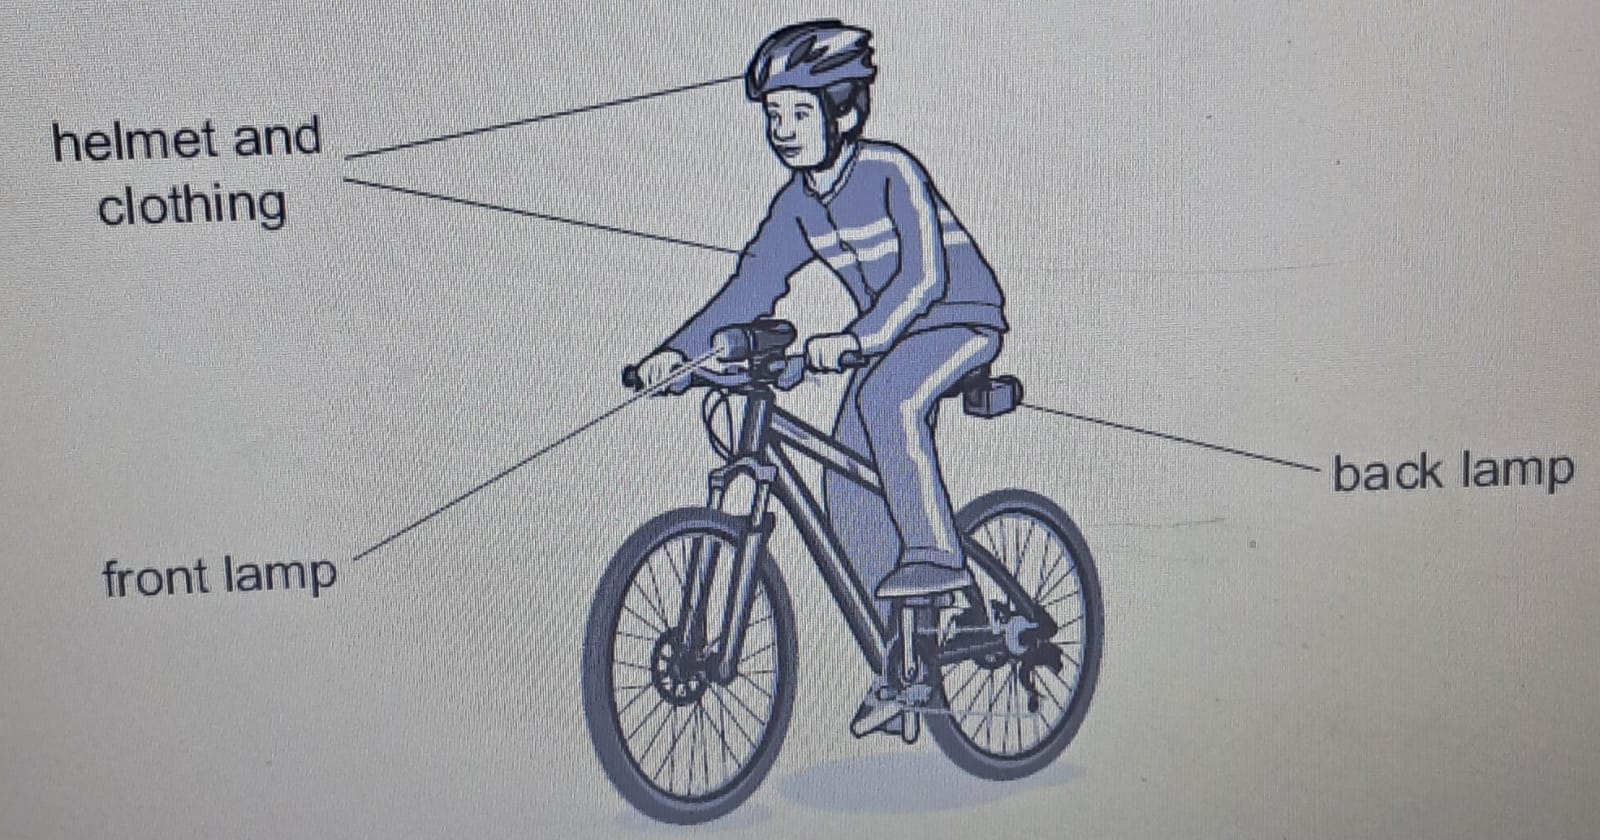 helmet and
clothing
back lamp
front lamp